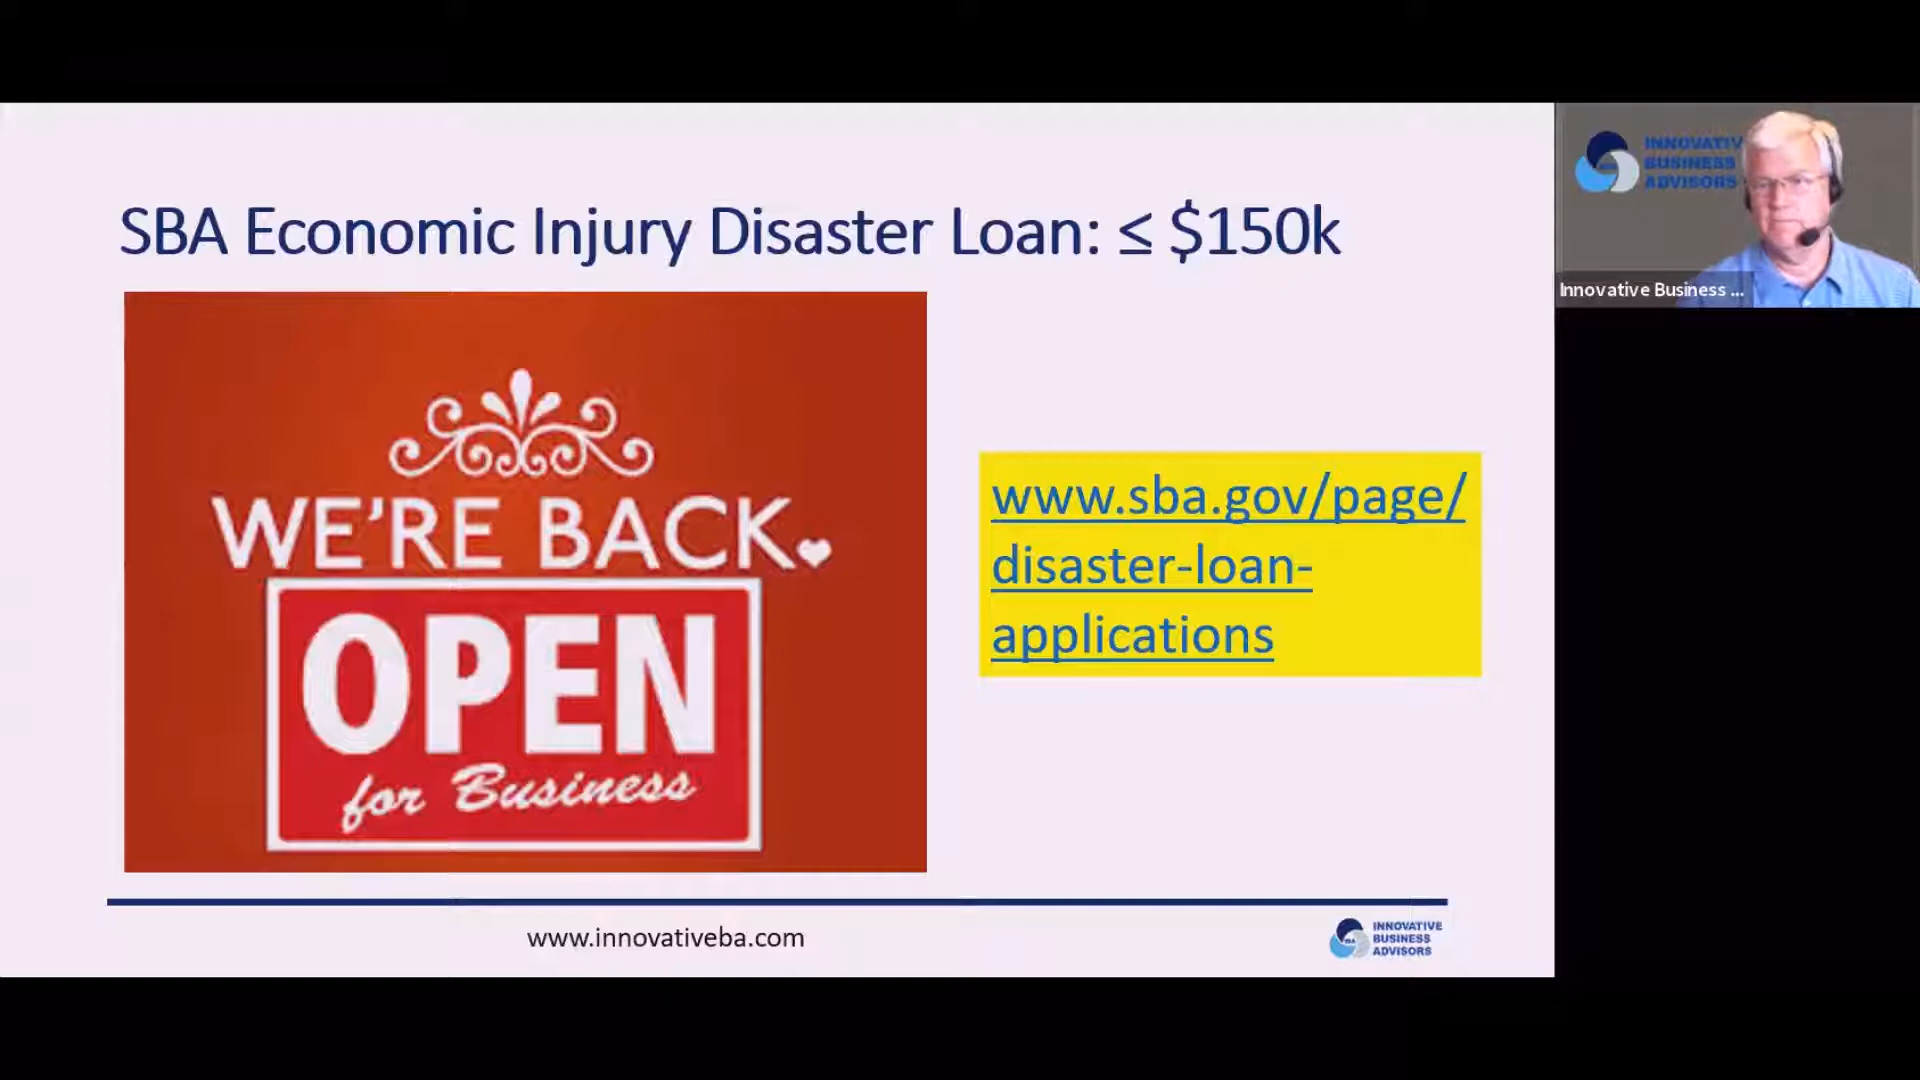 SBA Economic Injury Disaster Loan: ≤ $150k
WE'RE BACK.
OPEN
for Business
www.sba.gov/page/
disaster-loan-
applications
www.innovativeba.com
INNOVATIVE
BUSINESS
ADVISORS
INNOVATIV
BUSINESS
ADVISORS
Innovative Business ...